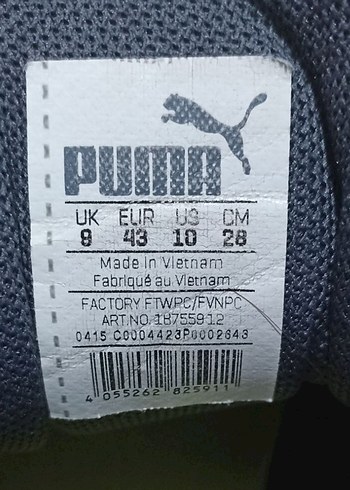 PUMA
UK EUR US CM
9 43 10 28
Made in Vietnam
Fabriqué au Vietnam
FACTORY FTWPC/FVNPC
ART.NO. 187559 12
0415 C0004423P0002643
4 055262 825911